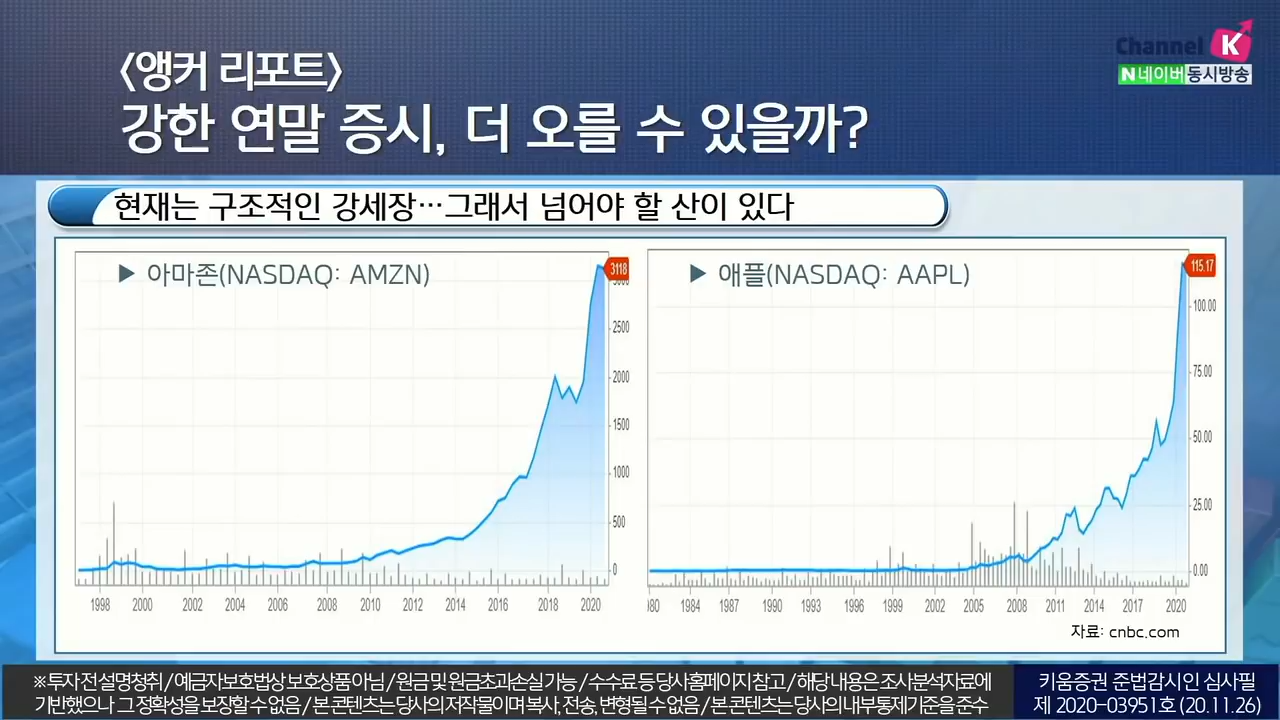 〈앵커 리포트〉
강한 연말 증시, 더 오를 수 있을까?
Channel K
N 네이버 동시방송
현재는 구조적인 강세장…그래서 넘어야 할 산이 있다
▶ 아마존(NASDAQ: AMZN)
3118
3000
2500
2000
1500
1000
500
0
1998 2000 2002 2004 2006 2008 2010 2012 2014 2016 2018 2020
▶ 애플(NASDAQ: AAPL)
115.17
100.00
75.00
50.00
25.00
0.00
80 1984 1987 1990 1993 1996 1999 2002 2005 2008 2011 2014 2017 2020
자료: cnbc.com
※ 투자 전 설명청취 / 예금자보호법상 보호상품 아님 / 원금 및 원금초과손실 가능 / 수수료 등 당사홈페이지 참고 / 해당 내용은 조사분석자료에
기반했으나 그 정확성을 보장할 수 없음 / 본 콘텐츠는 당사의 저작물이며 복사, 전송, 변형될 수 없음 / 본 콘텐츠는 당사의 내부통제기준을 준수
키움증권 준법감시인 심사필
제 2020-03951호 (20.11.26)